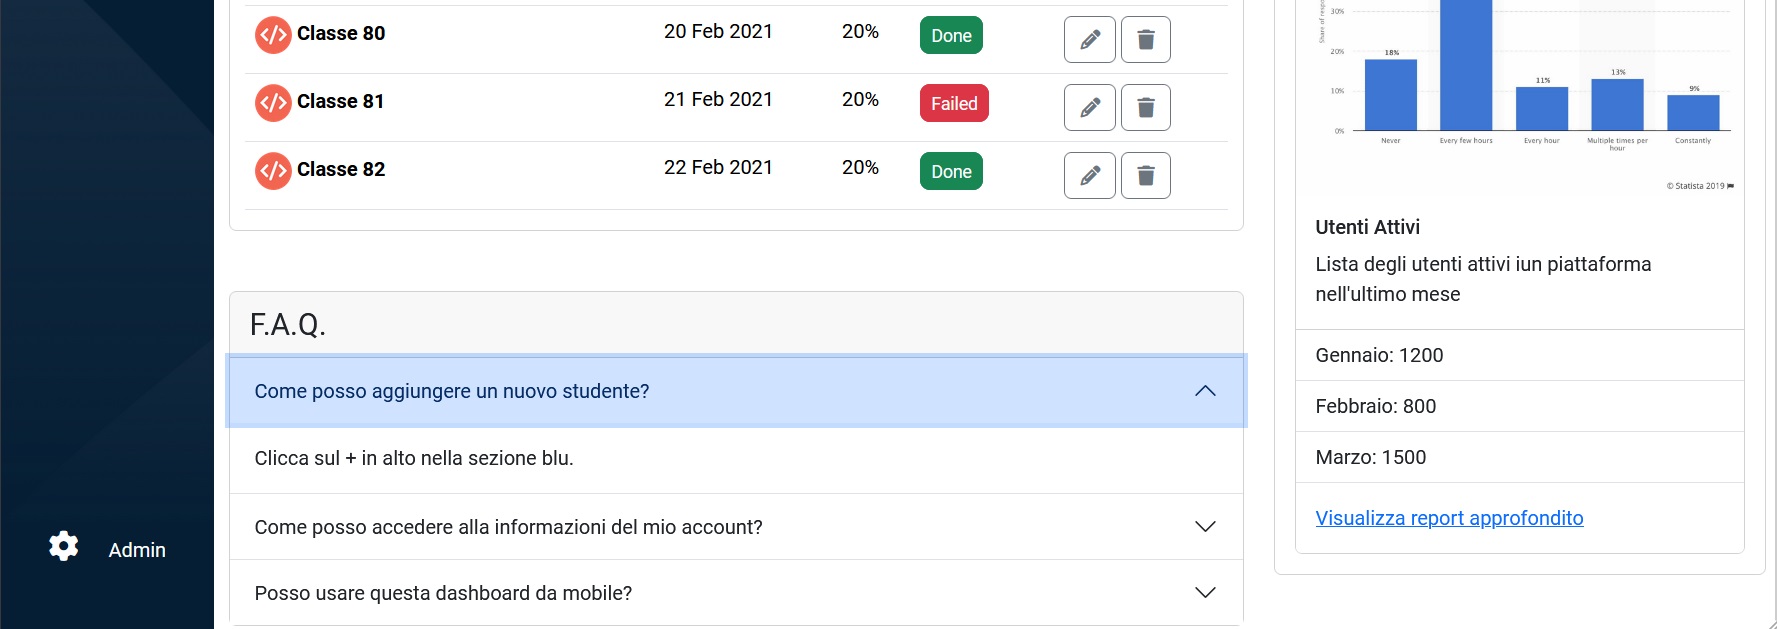 Classe 80 20 Feb 2021 20% Done
Classe 81 21 Feb 2021 20% Failed
Classe 82 22 Feb 2021 20% Done
F.A.Q.
Come posso aggiungere un nuovo studente?
Clicca sul + in alto nella sezione blu.
Come posso accedere alla informazioni del mio account?
Posso usare questa dashboard da mobile?
Admin
Share of
30%
20%
10%
0%
18%
11%
13%
9%
Never
Every few hours
Every hour
Multiple times per
hour
Constantly
© Statista 2019
Utenti Attivi
Lista degli utenti attivi iun piattaforma
nell'ultimo mese
Gennaio: 1200
Febbraio: 800
Marzo: 1500
Visualizza report approfondito